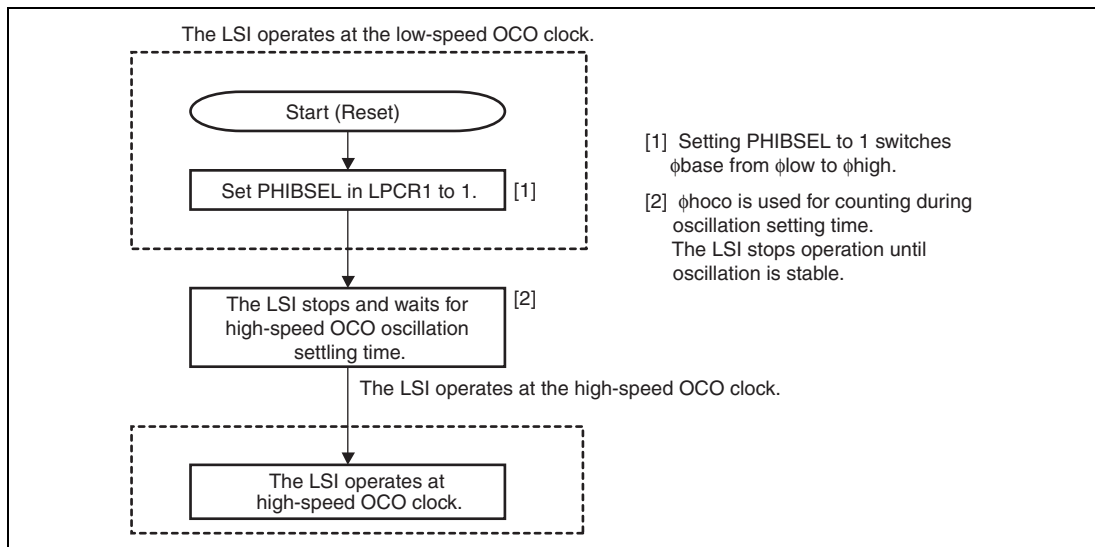 The LSI operates at the low-speed OCO clock.
Start (Reset)
Set PHIBSEL in LPCR1 to 1.
[1]
The LSI stops and waits for
high-speed OCO oscillation
settling time.
[2]
The LSI operates at the high-speed OCO clock.
The LSI operates at
high-speed OCO clock.
[1] Setting PHIBSEL to 1 switches
ϕbase from ϕlow to ϕhigh.
[2] ϕhoco is used for counting during
oscillation setting time.
The LSI stops operation until
oscillation is stable.